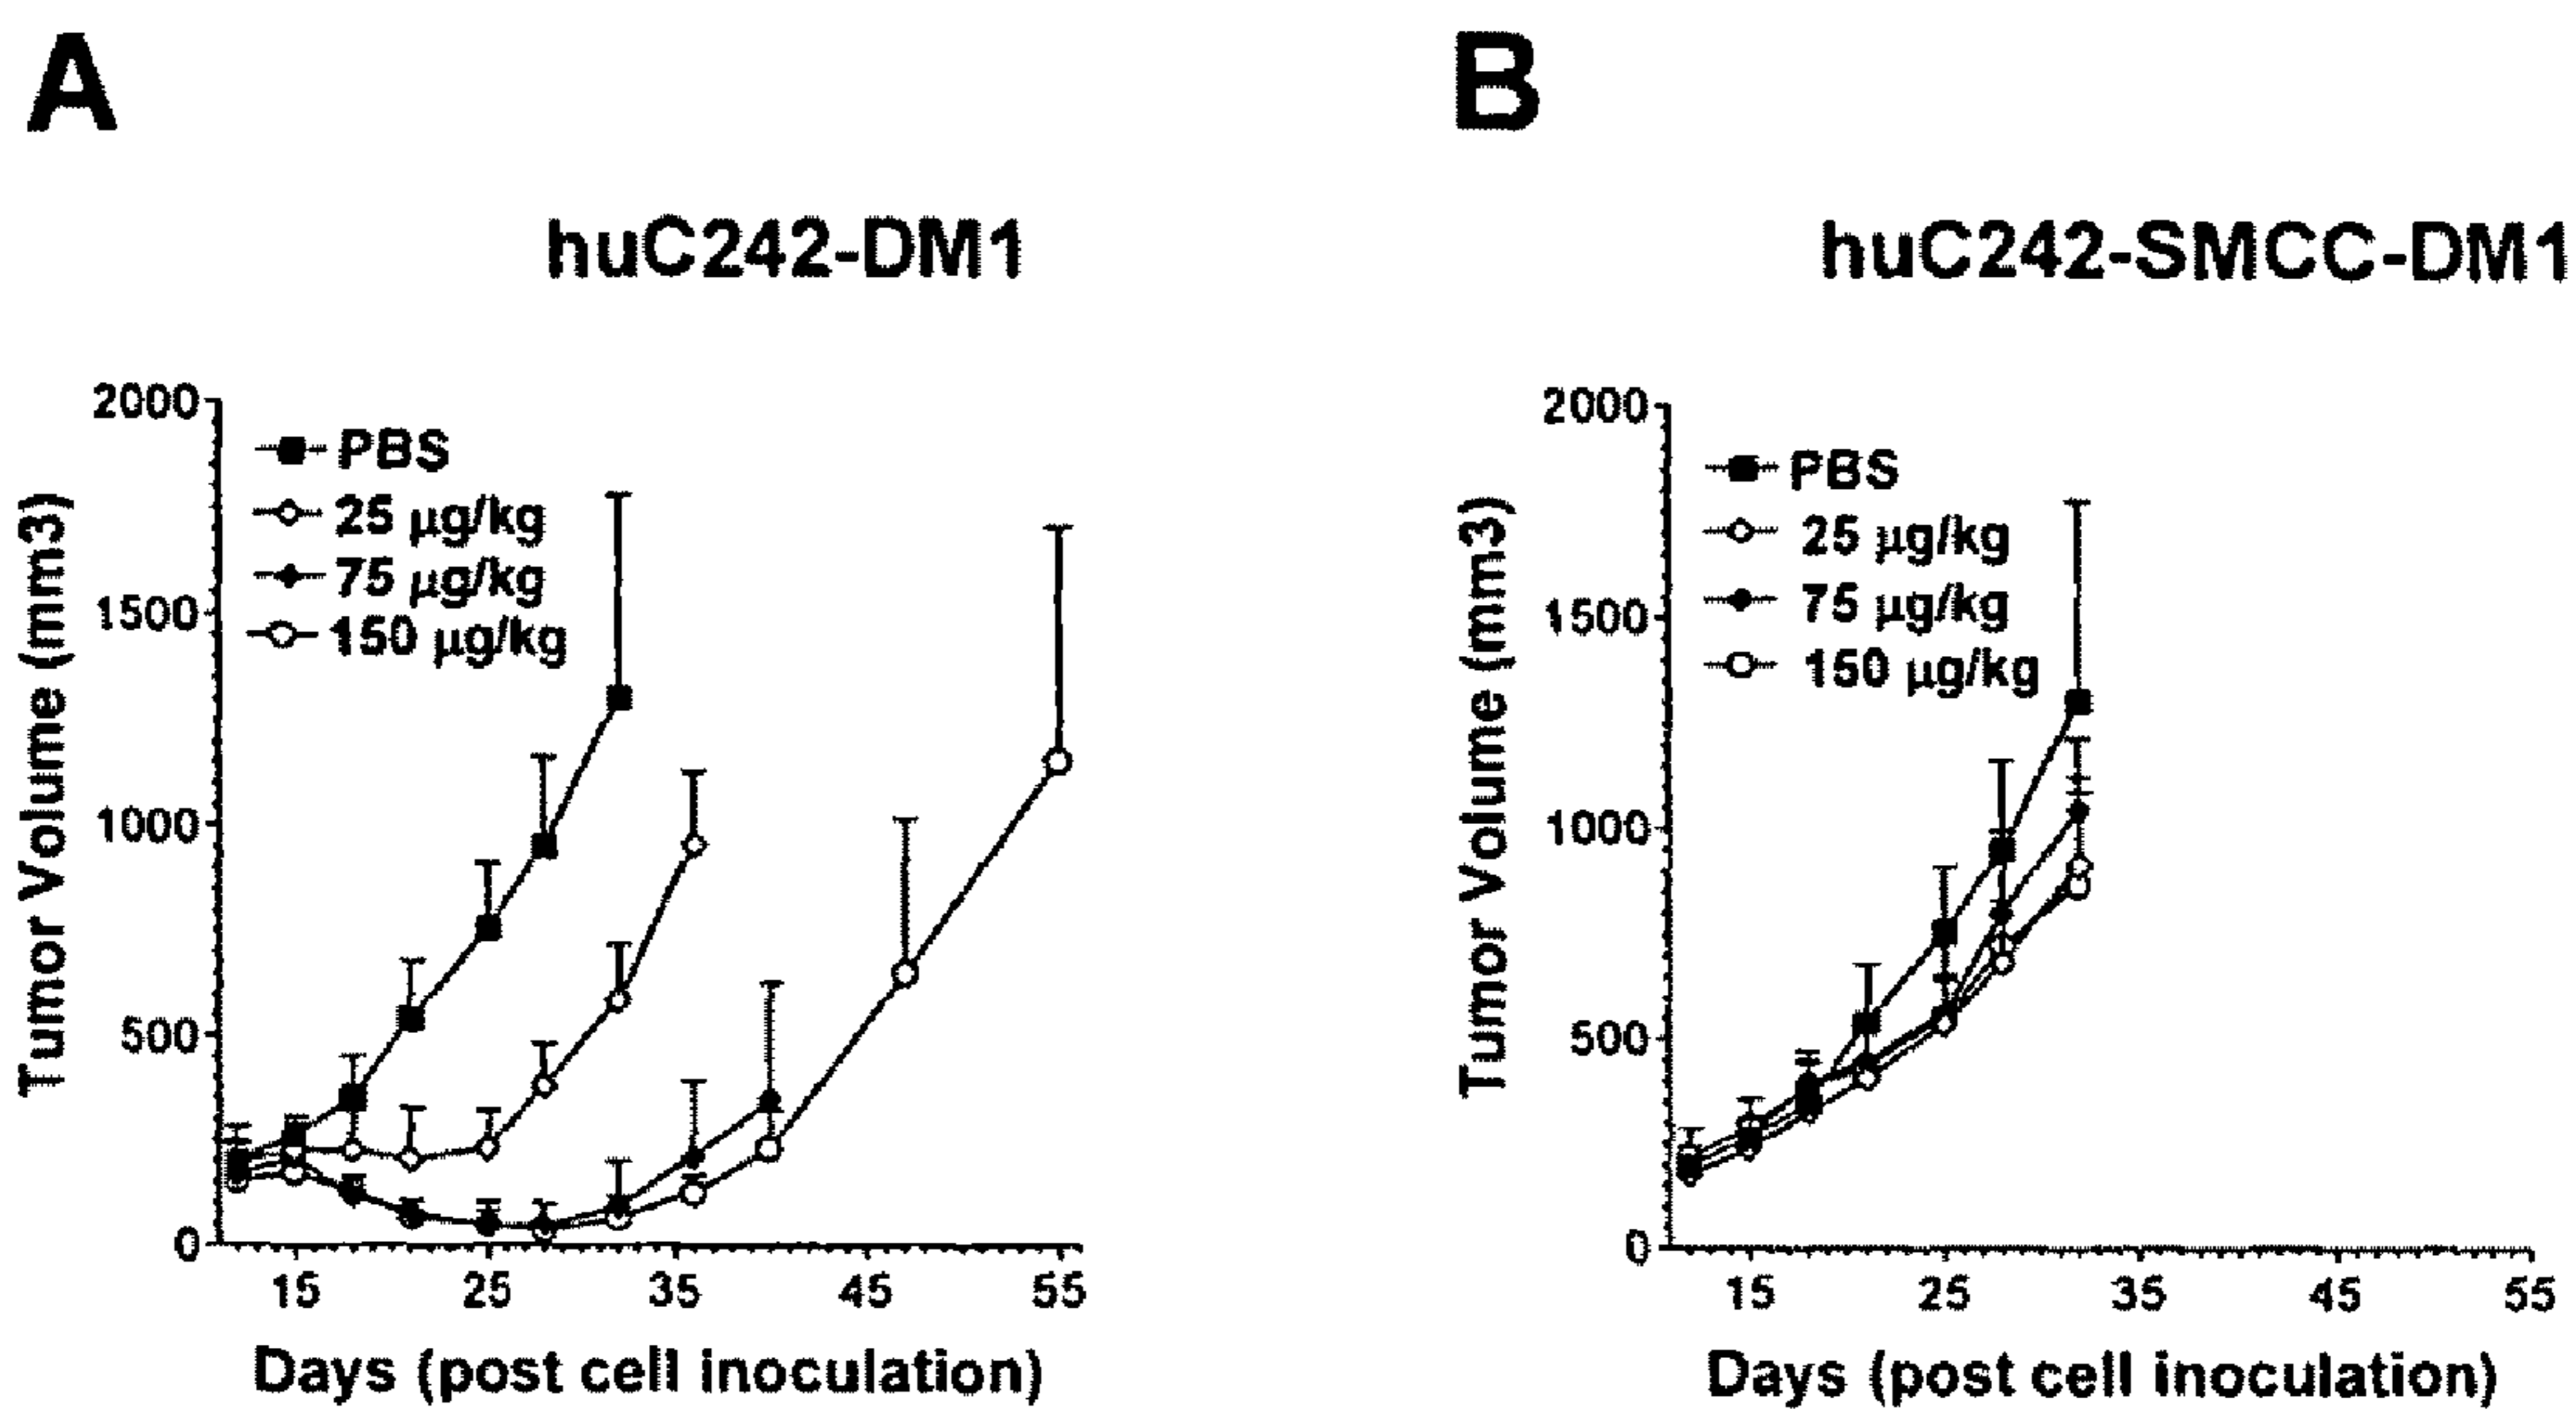 A
huC242-DM1
2000
1500
1000
500
0
PBS
25 µg/kg
75 µg/kg
150 µg/kg
Tumor Volume (mm3)
15 25 35 45 55
Days (post cell inoculation)
B
huC242-SMCC-DM1
2000
1500
1000
500
0
PBS
25 µg/kg
75 µg/kg
150 µg/kg
Tumor Volume (mm3)
15 25 35 45 55
Days (post cell inoculation)